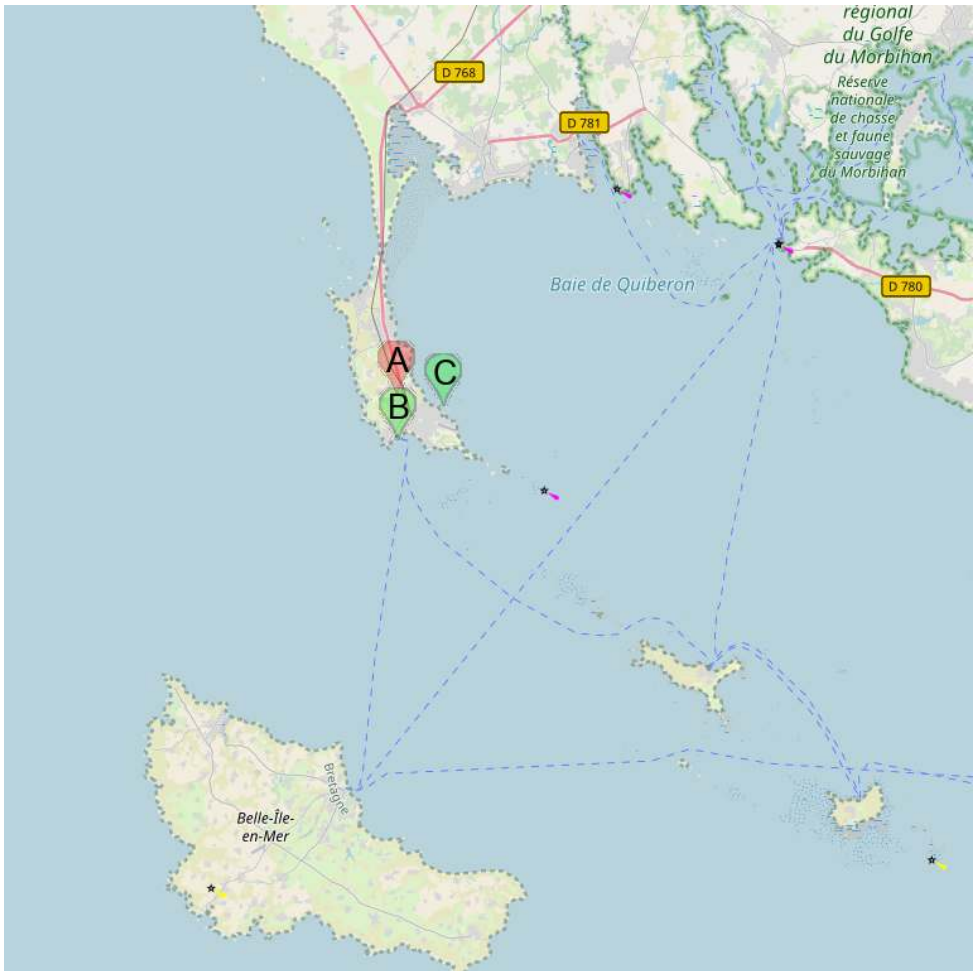 régional
du Golfe
du Morbihan
D 768
Réserve
nationale
de chasse
et faune
sauvage
du Morbihan
D 781
Baie de Quiberon
D 780
A
C
B
Bretagne
Belle-Île-
en-Mer